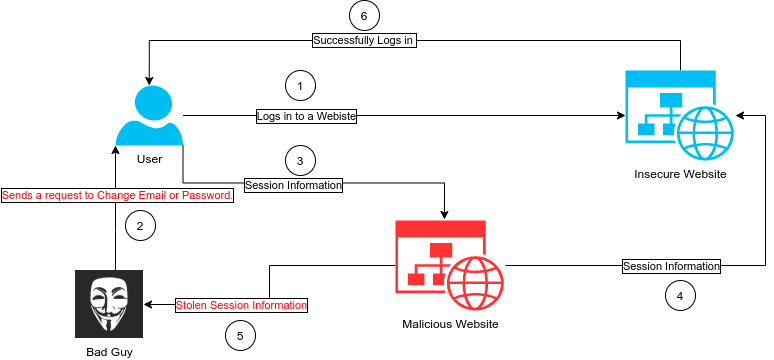 6
Successfully Logs in
1
Logs in to a Webiste
User
Insecure Website
3
Session Information
Sends a request to Change Email or Password.
2
Session Information
4
Stolen Session Information
Malicious Website
5
Bad Guy